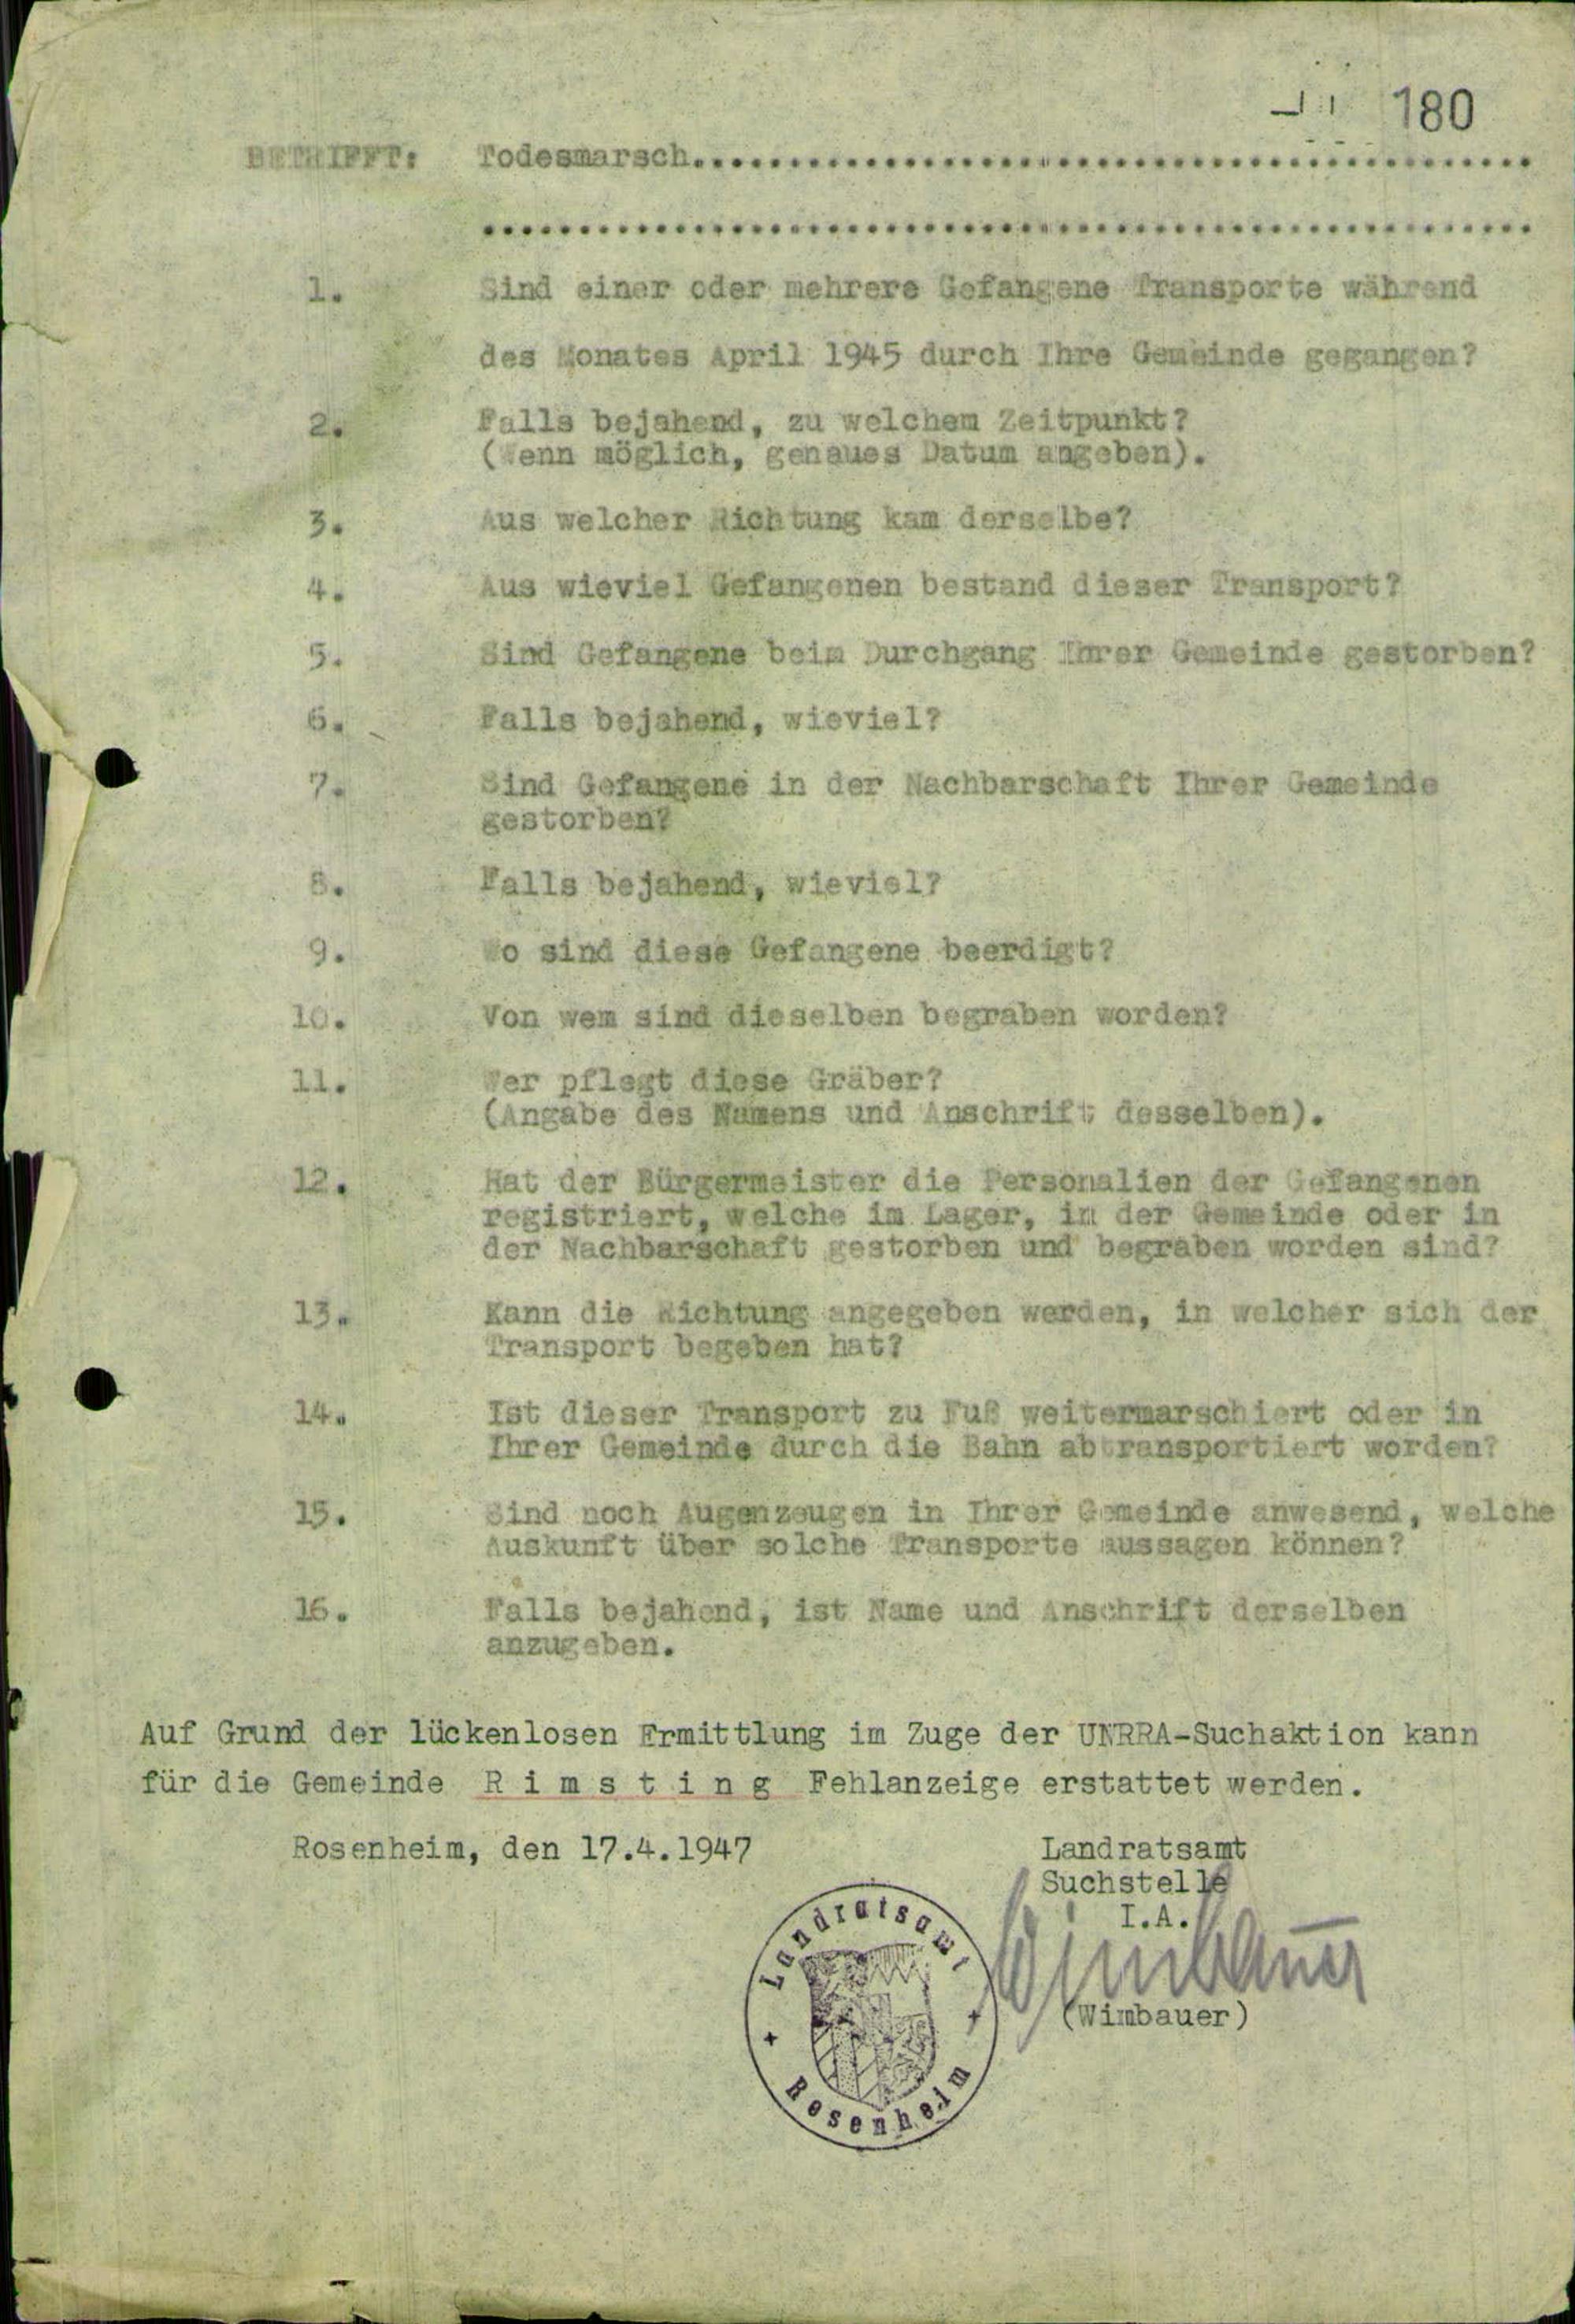 180
BETRIFFT: Todesmarsch.......................................................
.......................................................
1. Sind einer oder mehrere Gefangene Transporte während
des Monates April 1945 durch Ihre Gemeinde gegangen?
2. Falls bejahend, zu welchem Zeitpunkt?
(Wenn möglich, genaues Datum angeben).
3. Aus welcher Richtung kam derselbe?
4. Aus wieviel Gefangenen bestand dieser Transport?
5. Sind Gefangene beim Durchgang Ihrer Gemeinde gestorben?
6. Falls bejahend, wieviel?
7. Sind Gefangene in der Nachbarschaft Ihrer Gemeinde
gestorben?
8. Falls bejahend, wieviel?
9. Wo sind diese Gefangene beerdigt?
10. Von wem sind dieselben begraben worden?
11. Wer pflegt diese Gräber?
(Angabe des Namens und Anschrift desselben).
12. Hat der Bürgermeister die Personalien der Gefangenen
registriert, welche im Lager, in der Gemeinde oder in
der Nachbarschaft gestorben und begraben worden sind?
13. Kann die Richtung angegeben werden, in welcher sich der
Transport begeben hat?
14. Ist dieser Transport zu Fuß weitermarschiert oder in
Ihrer Gemeinde durch die Bahn abtransportiert worden?
15. Sind noch Augenzeugen in Ihrer Gemeinde anwesend, welche
Auskunft über solche Transporte aussagen können?
16. Falls bejahend, ist Name und Anschrift derselben
anzugeben.
Auf Grund der lückenlosen Ermittlung im Zuge der UNRRA-Suchaktion kann
für die Gemeinde R i m s t i n g Fehlanzeige erstattet werden.
Rosenheim, den 17.4.1947 Landratsamt
Suchstelle
I.A.
Wimbauer
(Wimbauer)
Landratsamt
Rosenheim